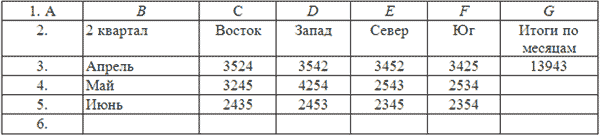 1. A B C D E F G
2. 2 квартал Восток Запад Север Юг Итоги по месяцам
3. Апрель 3524 3542 3452 3425 13943
4. Май 3245 4254 2543 2534
5. Июнь 2435 2453 2345 2354
6.